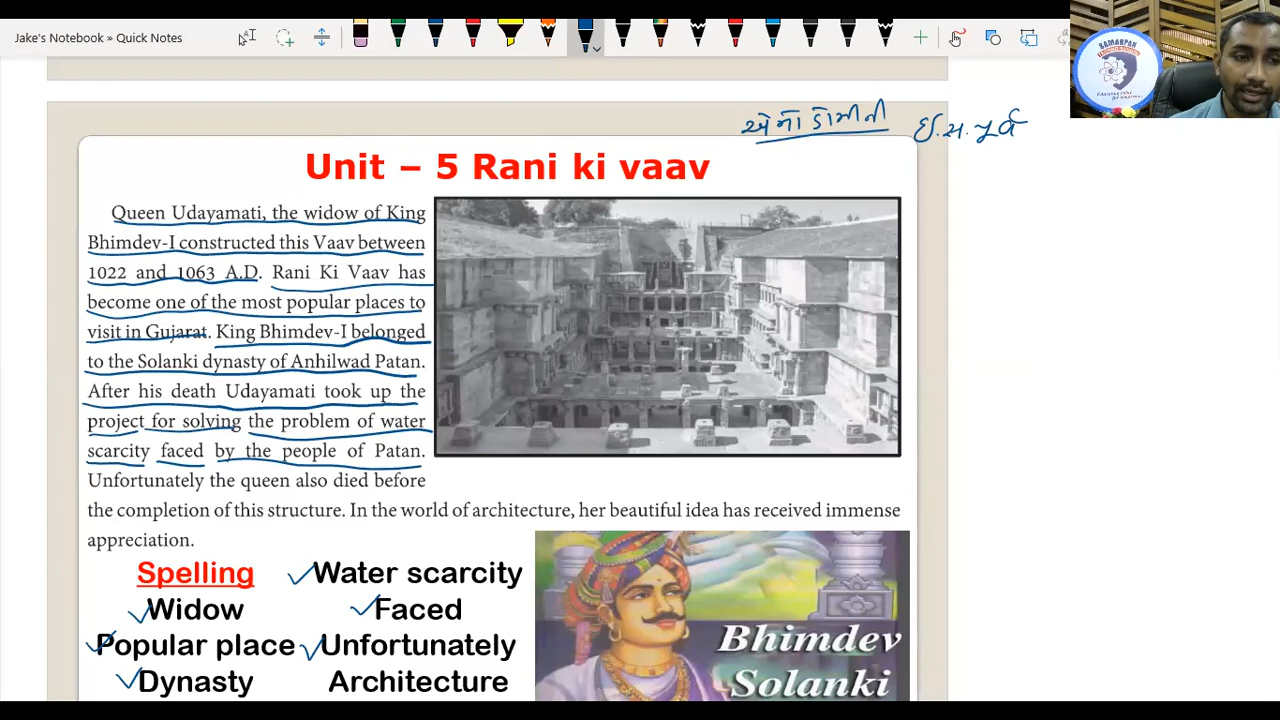 Jake's Notebook » Quick Notes
SAMARPAN
ઈ.સ. પૂર્વ
Unit – 5 Rani ki vaav
Queen Udayamati, the widow of King
Bhimdev-I constructed this Vaav between
1022 and 1063 A.D. Rani Ki Vaav has
become one of the most popular places to
visit in Gujarat. King Bhimdev-I belonged
to the Solanki dynasty of Anhilwad Patan.
After his death Udayamati took up the
project for solving the problem of water
scarcity faced by the people of Patan.
Unfortunately the queen also died before
the completion of this structure. In the world of architecture, her beautiful idea has received immense
appreciation.
Spelling
Widow
Popular place
Dynasty
Water scarcity
Faced
Unfortunately
Architecture
Bhimdev
Solanki